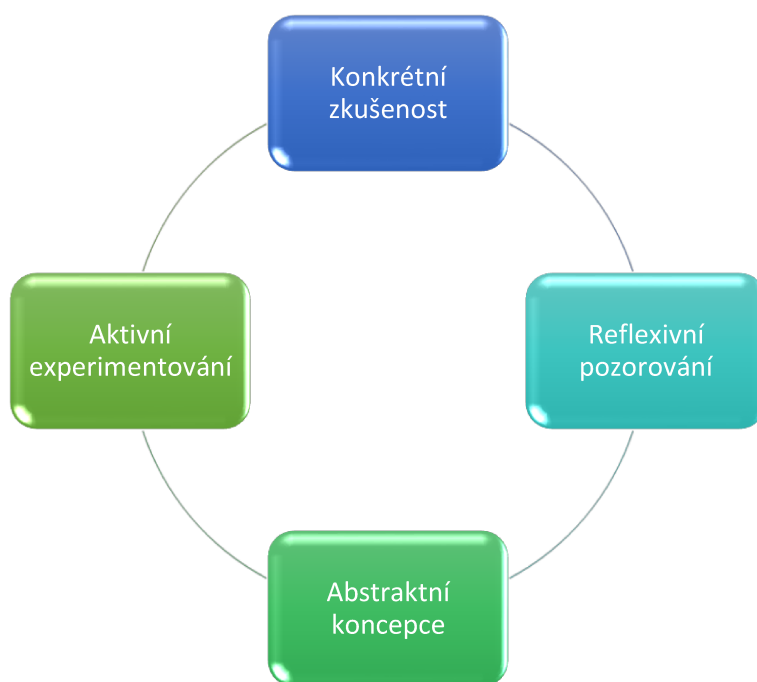 Konkrétní
zkušenost
Reflexivní
pozorování
Abstraktní
koncepce
Aktivní
experimentování